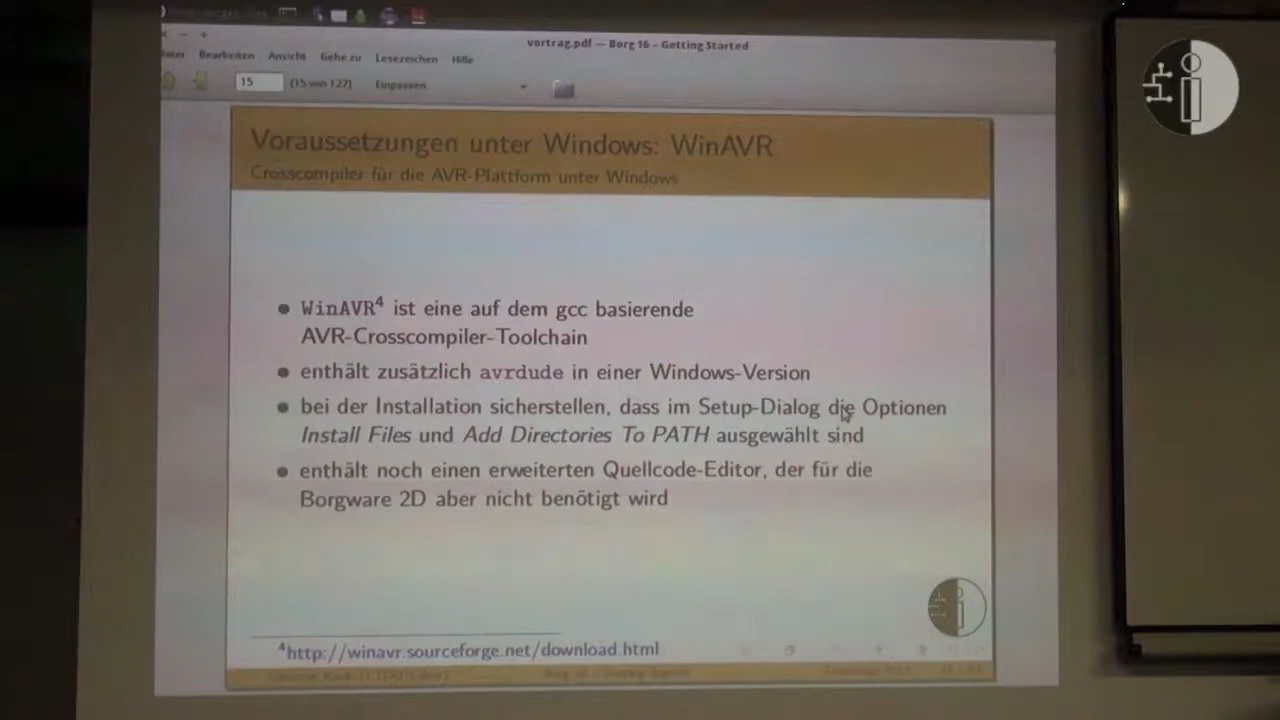 vortrag.pdf — Borg 16 - Getting Started
Bearbeiten Ansicht Gehe zu Lesezeichen Hilfe
15 (15 von 127) Einpassen
Voraussetzungen unter Windows: WinAVR
Crosscompiler für die AVR-Plattform unter Windows
• WinAVR⁴ ist eine auf dem gcc basierende
AVR-Crosscompiler-Toolchain
• enthält zusätzlich avrdude in einer Windows-Version
• bei der Installation sicherstellen, dass im Setup-Dialog die Optionen
Install Files und Add Directories To PATH ausgewählt sind
• enthält noch einen erweiterten Quellcode-Editor, der für die
Borgware 2D aber nicht benötigt wird
⁴http://winavr.sourceforge.net/download.html